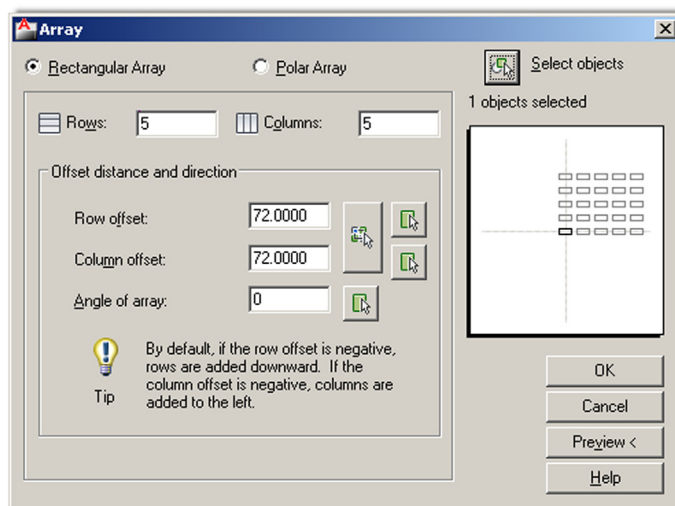 Array
Rectangular Array
Polar Array
Select objects
1 objects selected
Rows:
5
Columns:
5
Offset distance and direction
Row offset:
72.0000
Column offset:
72.0000
Angle of array:
0
Tip
By default, if the row offset is negative,
rows are added downward. If the
column offset is negative, columns are
added to the left.
OK
Cancel
Preview <
Help